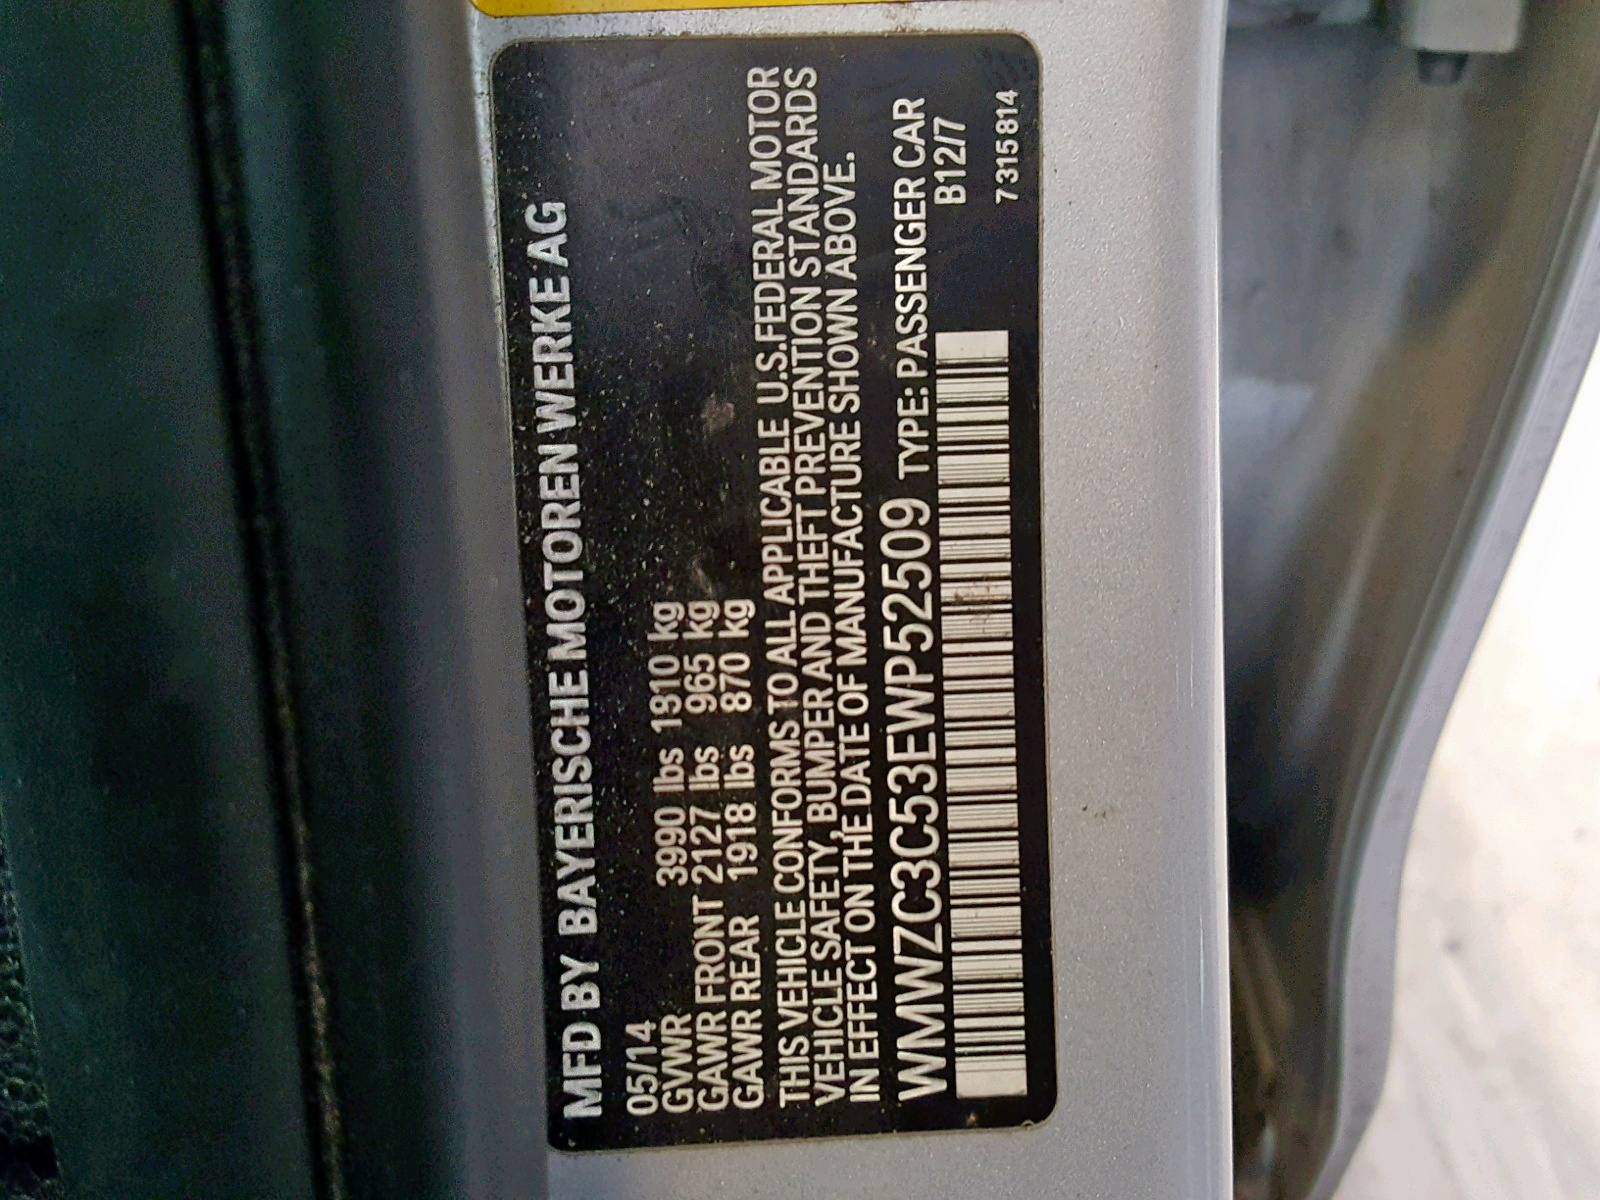 MFD BY BAYERISCHE MOTOREN WERKE AG
05/14
GVWR 3990 lbs 1810 kg
GAWR FRONT 2127 lbs 965 kg
GAWR REAR 1918 lbs 870 kg
THIS VEHICLE CONFORMS TO ALL APPLICABLE U.S.FEDERAL MOTOR
VEHICLE SAFETY, BUMPER AND THEFT PREVENTION STANDARDS
IN EFFECT ON THE DATE OF MANUFACTURE SHOWN ABOVE.
WMWZC3C53EWP52509 TYPE: PASSENGER CAR
B12/7
7315814